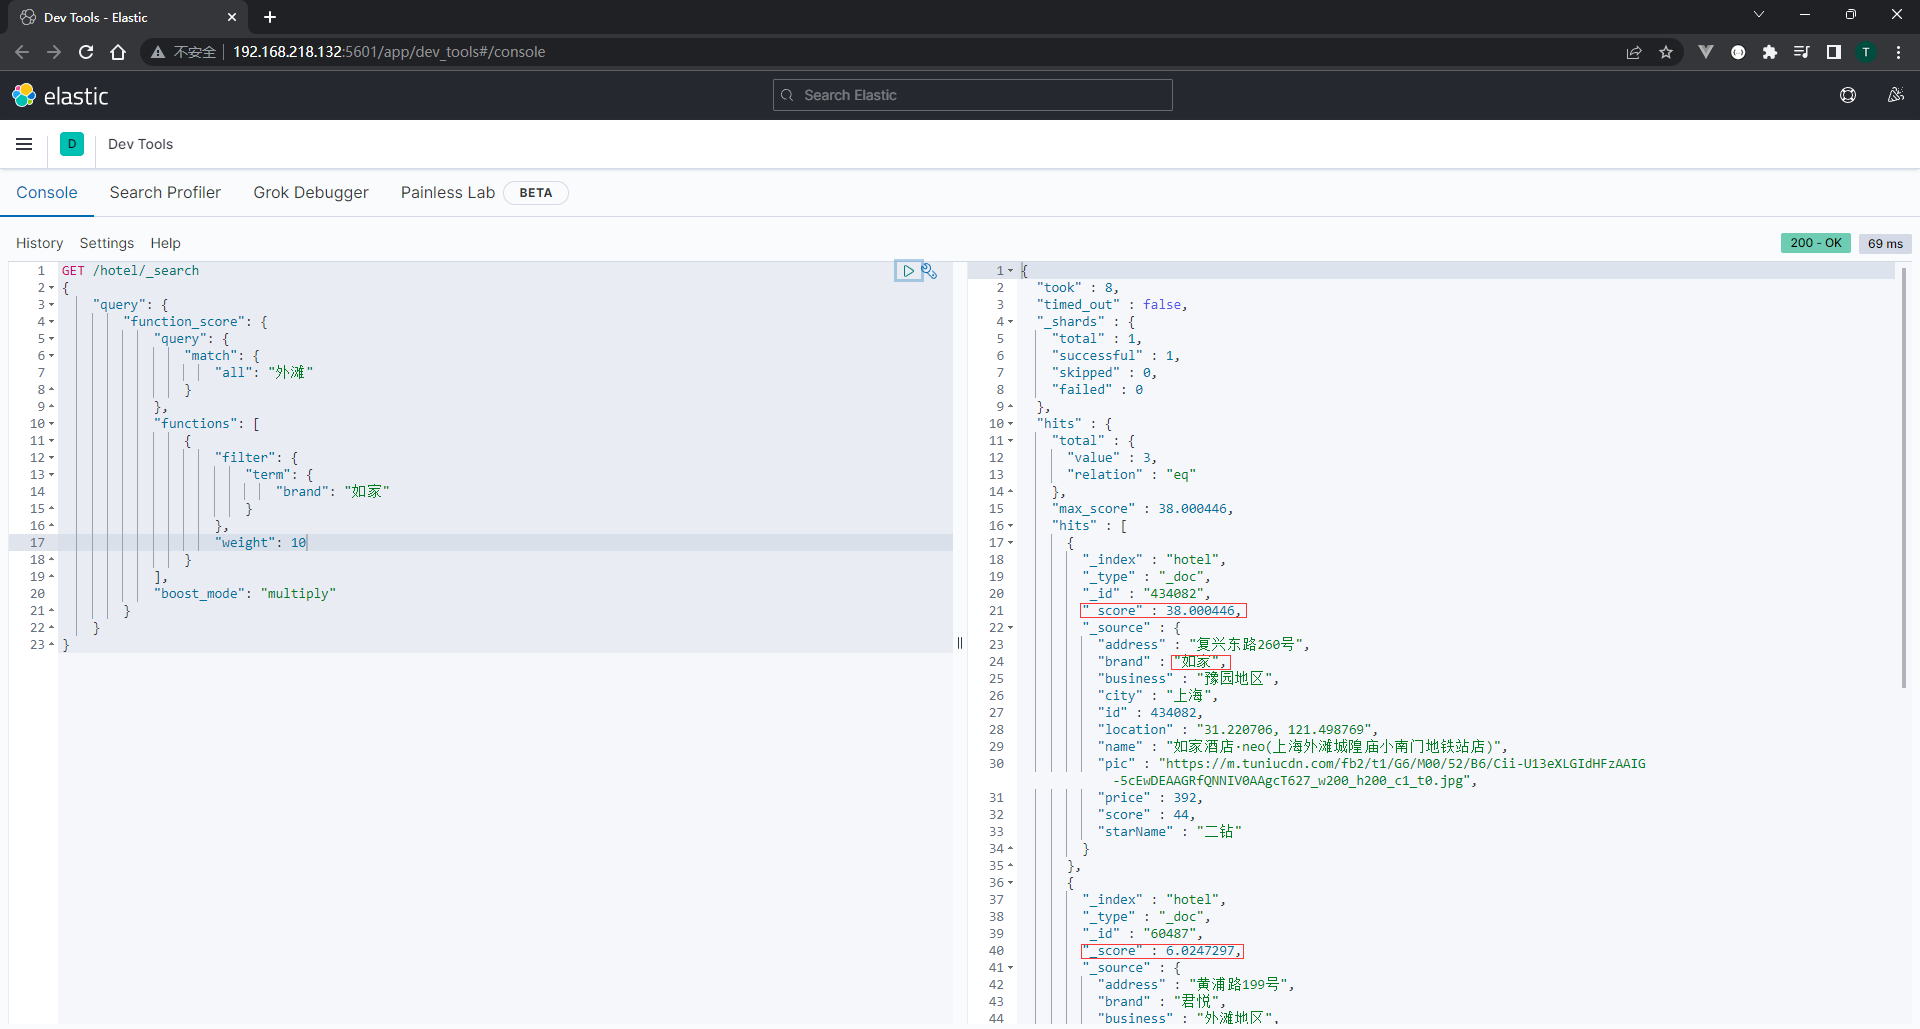 Dev Tools - Elastic
不安全 192.168.218.132:5601/app/dev_tools#/console
T
elastic
Search Elastic
D
Dev Tools
Console
Search Profiler
Grok Debugger
Painless Lab
BETA
History
Settings
Help
200 - OK
69 ms
1 GET /hotel/_search
2 {
3 "query": {
4 "function_score": {
5 "query": {
6 "match": {
7 "all": "外滩"
8 }
9 },
10 "functions": [
11 {
12 "filter": {
13 "term": {
14 "brand": "如家"
15 }
16 },
17 "weight": 10
18 }
19 ],
20 "boost_mode": "multiply"
21 }
22 }
23 }
1 {
2 "took" : 8,
3 "timed_out" : false,
4 "_shards" : {
5 "total" : 1,
6 "successful" : 1,
7 "skipped" : 0,
8 "failed" : 0
9 },
10 "hits" : {
11 "total" : {
12 "value" : 3,
13 "relation" : "eq"
14 },
15 "max_score" : 38.000446,
16 "hits" : [
17 {
18 "_index" : "hotel",
19 "_type" : "_doc",
20 "_id" : "434082",
21 "_score" : 38.000446,
22 "_source" : {
23 "address" : "复兴东路260号",
24 "brand" : "如家",
25 "business" : "豫园地区",
26 "city" : "上海",
27 "id" : 434082,
28 "location" : "31.220706, 121.498769",
29 "name" : "如家酒店·neo(上海外滩城隍庙小南门地铁站店)",
30 "pic" : "https://m.tuniucdn.com/fb2/t1/G6/M00/52/B6/Cii-U13eXLGIdHFzAAIG
-5cEwDEAAGRfQNNIV0AAgcT627_w200_h200_c1_t0.jpg",
31 "price" : 392,
32 "score" : 44,
33 "starName" : "二钻"
34 }
35 },
36 {
37 "_index" : "hotel",
38 "_type" : "_doc",
39 "_id" : "60487",
40 "_score" : 6.0247297,
41 "_source" : {
42 "address" : "黄浦路199号",
43 "brand" : "君悦",
44 "business" : "外滩地区",